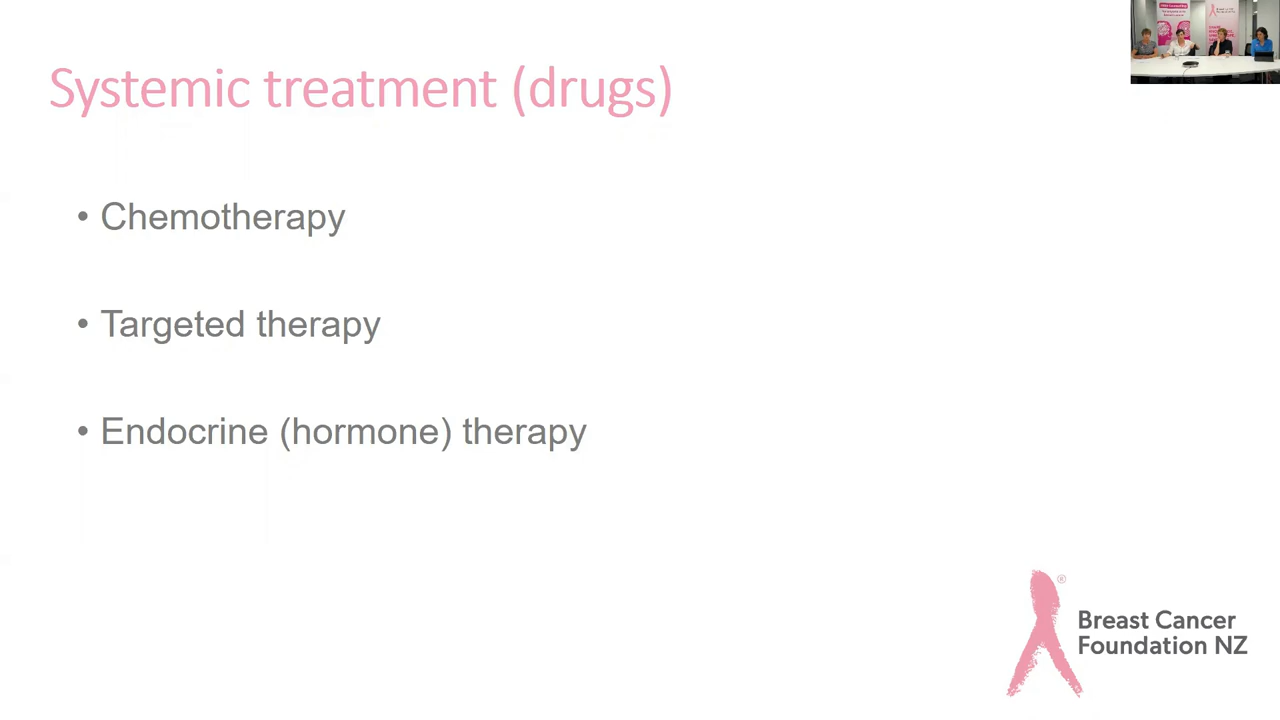 Systemic treatment (drugs)
• Chemotherapy
• Targeted therapy
• Endocrine (hormone) therapy
®
Breast Cancer
Foundation NZ